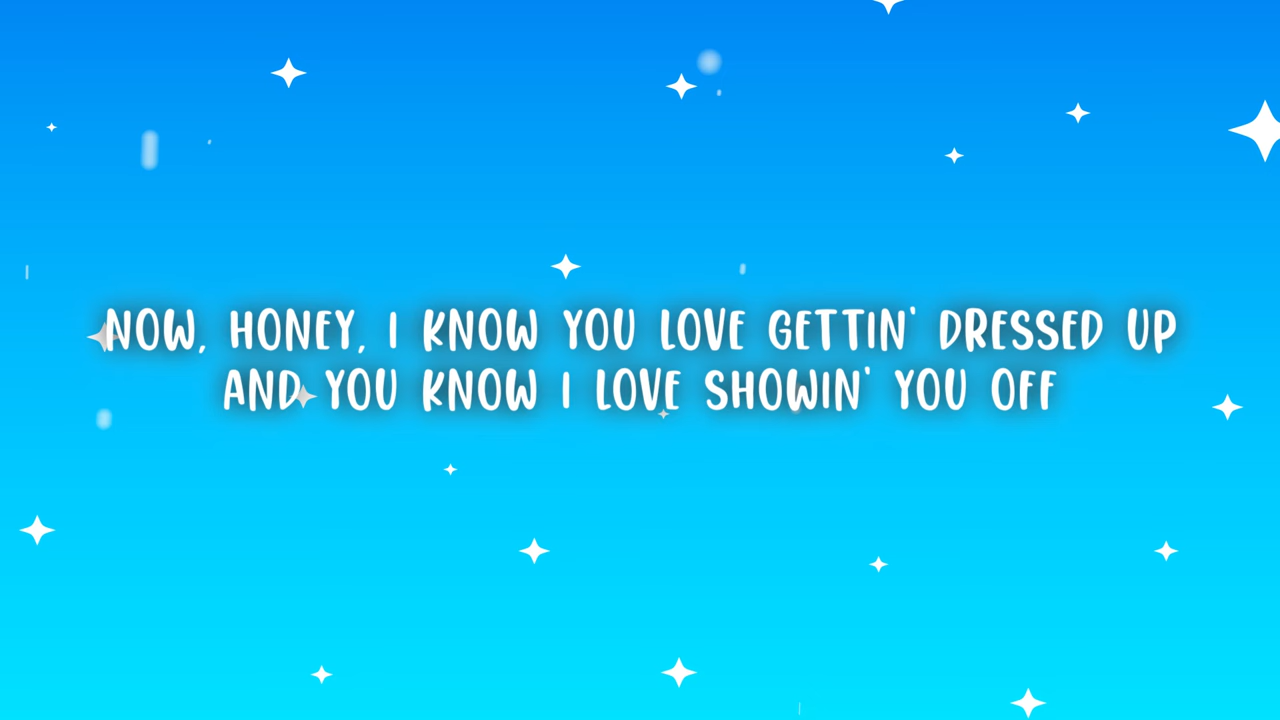 NOW, HONEY, I KNOW YOU LOVE GETTIN' DRESSED UP
AND YOU KNOW I LOVE SHOWIN' YOU OFF